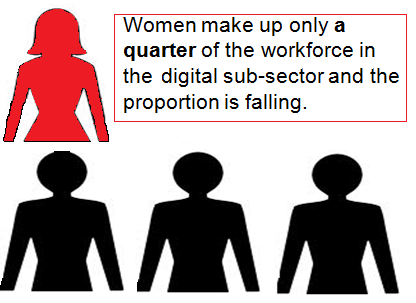 Women make up only a
quarter of the workforce in
the digital sub-sector and the
proportion is falling.